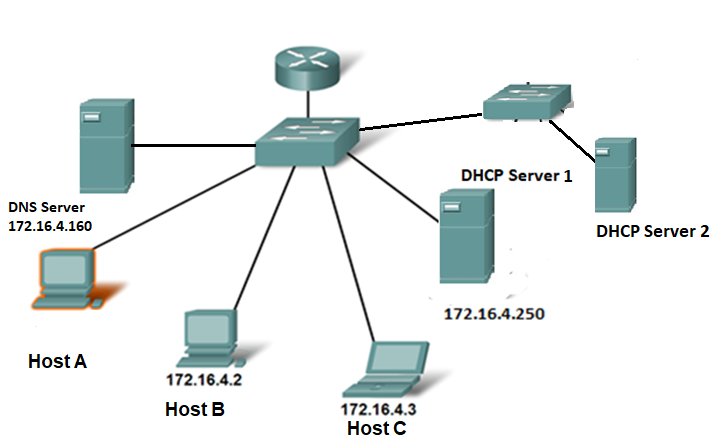 DHCP Server 1
DNS Server
172.16.4.160
DHCP Server 2
172.16.4.250
Host A
172.16.4.2
Host B
172.16.4.3
Host C